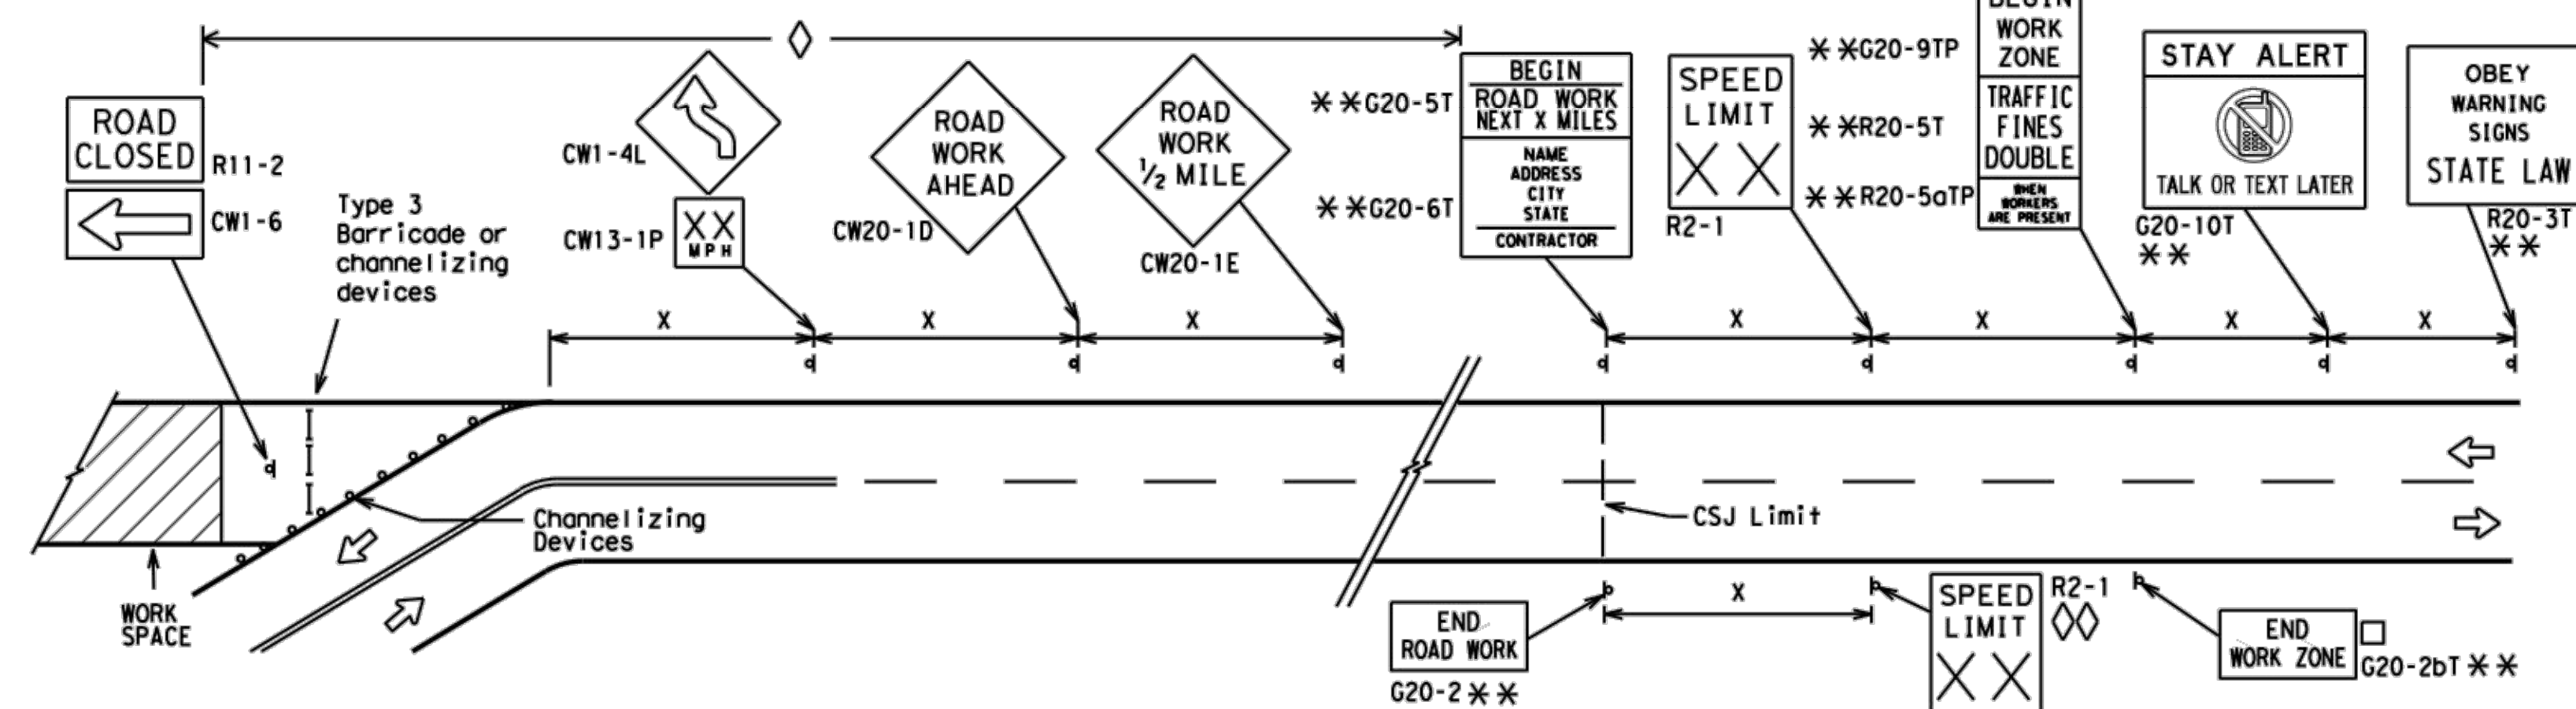 ROAD
CLOSED
R11-2
CW1-6
Type 3
Barricade or
channelizing
devices
CW1-4L
CW13-1P
X X
MPH
ROAD
WORK
AHEAD
CW20-1D
ROAD
WORK
1/2 MILE
CW20-1E
* *G20-5T
* *G20-6T
BEGIN
ROAD WORK
NEXT X MILES
NAME
ADDRESS
CITY
STATE
CONTRACTOR
SPEED
LIMIT
X X
R2-1
* *G20-9TP
* *R20-5T
* *R20-5aTP
BEGIN
WORK
ZONE
TRAFFIC
FINES
DOUBLE
WHEN
WORKERS
ARE PRESENT
STAY ALERT
TALK OR TEXT LATER
G20-10T
* *
OBEY
WARNING
SIGNS
STATE LAW
R20-3T
* *
X
X
X
X
X
X
X
Channelizing
Devices
CSJ Limit
WORK
SPACE
END
ROAD WORK
G20-2 * *
X
SPEED
LIMIT
X X
R2-1
END
WORK ZONE
G20-2bT * *